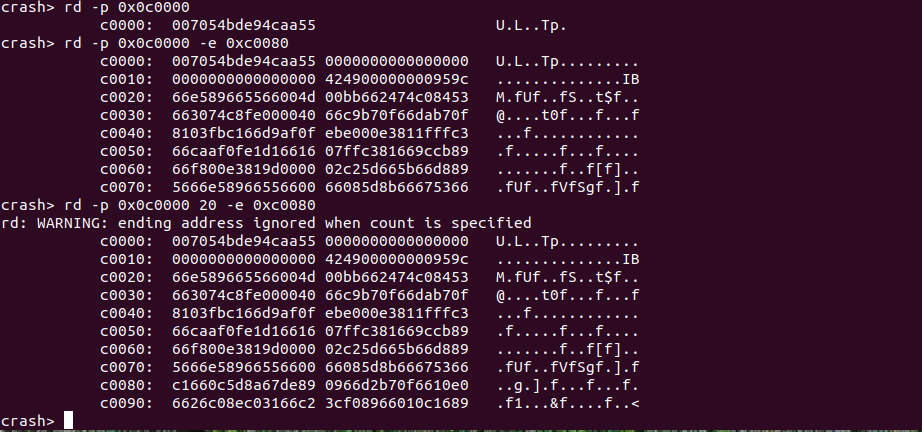 crash> rd -p 0x0c0000
c0000:  007054bde94caa55                    U.L..Tp.
crash> rd -p 0x0c0000 -e 0xc0080
c0000:  007054bde94caa55 0000000000000000   U.L..Tp.........
c0010:  0000000000000000 424900000000959c   ..............IB
c0020:  66e589665566004d 00bb662474c08453   M.fUf..fS..t$f..
c0030:  663074c8fe000040 66c9b70f66dab70f   @....t0f...f...f
c0040:  8103fbc166d9af0f ebe000e3811fffc3   ...f............
c0050:  66caaf0fe1d16616 07ffc381669ccb89   .f.....f...f....
c0060:  66f800e3819d0000 02c25d665b66d889   .......f..f[f]..
c0070:  5666e58966556600 66085d8b66675366   .fUf..fVfSgf.].f
crash> rd -p 0x0c0000 20 -e 0xc0080
rd: WARNING: ending address ignored when count is specified
c0000:  007054bde94caa55 0000000000000000   U.L..Tp.........
c0010:  0000000000000000 424900000000959c   ..............IB
c0020:  66e589665566004d 00bb662474c08453   M.fUf..fS..t$f..
c0030:  663074c8fe000040 66c9b70f66dab70f   @....t0f...f...f
c0040:  8103fbc166d9af0f ebe000e3811fffc3   ...f............
c0050:  66caaf0fe1d16616 07ffc381669ccb89   .f.....f...f....
c0060:  66f800e3819d0000 02c25d665b66d889   .......f..f[f]..
c0070:  5666e58966556600 66085d8b66675366   .fUf..fVfSgf.].f
c0080:  c1660c5d8a67de89 0966d2b70f6610e0   ..g.].f...f...f.
c0090:  6626c08ec03166c2 3cf08966010c1689   .f1...&f....f..<
crash>